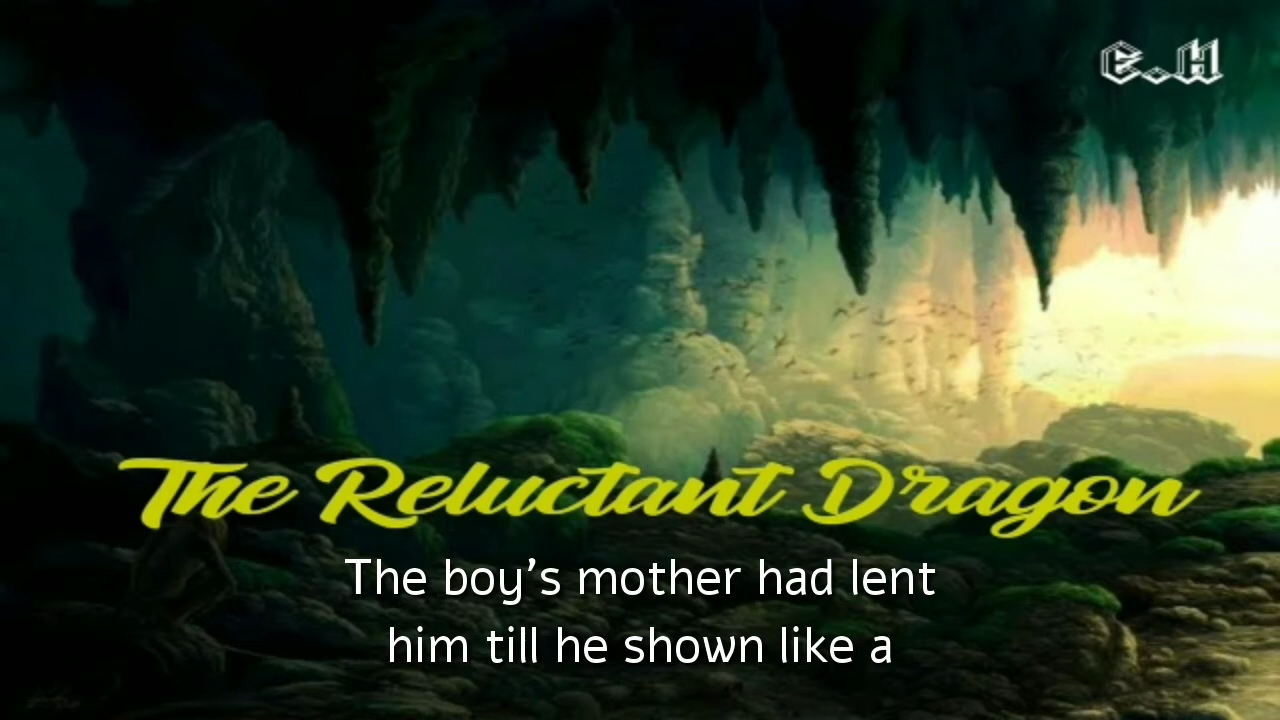 C.H
The Reluctant Dragon
The boy's mother had lent
him till he shown like a